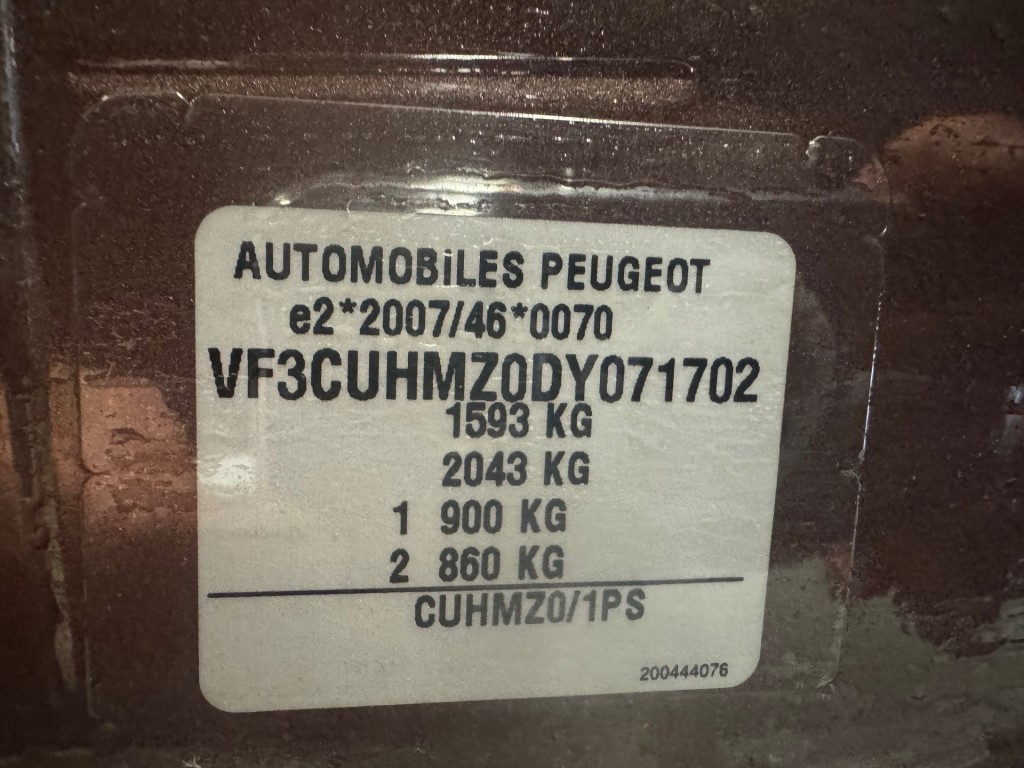 AUTOMOBiLES PEUGEOT
e2*2007/46*0070
VF3CUHMZ0DY071702
1593 KG
2043 KG
1 900 KG
2 860 KG
CUHMZ0/1PS
200444076